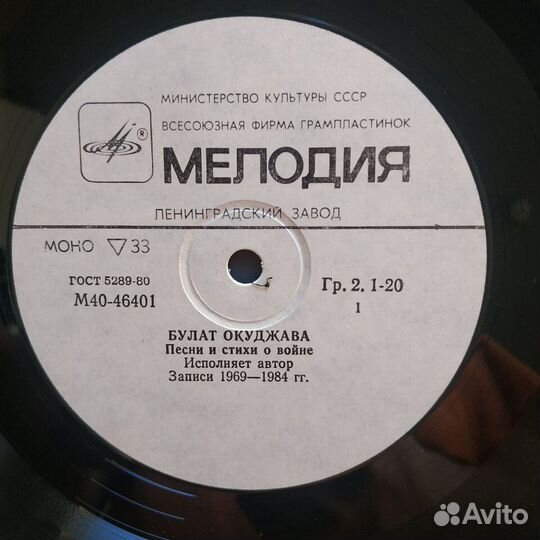 МИНИСТЕРСТВО КУЛЬТУРЫ СССР
ВСЕСОЮЗНАЯ ФИРМА ГРАМПЛАСТИНОК
®
МЕЛОДИЯ
ЛЕНИНГРАДСКИЙ ЗАВОД
МОНО ▽ 33
ГОСТ 5289-80
М40-46401
Гр. 2. 1-20
1
БУЛАТ ОКУДЖАВА
Песни и стихи о войне
Исполняет автор
Записи 1969—1984 гг.
Avito